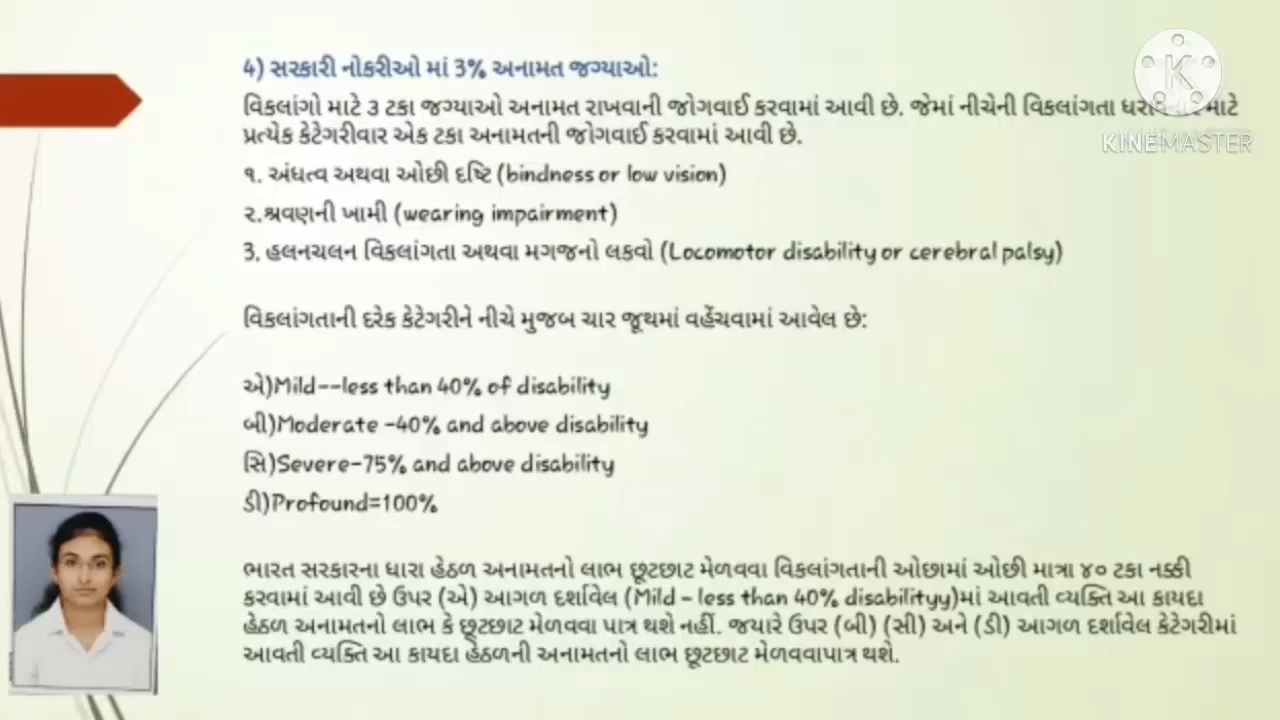 4) સરકારી નોકરીઓ માં 3% અનામત જગ્યાઓ:
વિકલાંગો માટે ૩ ટકા જગ્યાઓ અનામત રાખવાની જોગવાઈ કરવામાં આવી છે. જેમાં નીચેની વિકલાંગતા માટે
પ્રત્યેક કેટેગરીવાર એક ટકા અનામતની જોગવાઈ કરવામાં આવી છે.
૧. અંધત્વ અથવા ઓછી દષ્ટિ (bindness or low vision)
૨.શ્રવણની ખામી (wearing impairment)
૩. હલનચલન વિકલાંગતા અથવા મગજનો લકવો (Locomotor disability or cerebral palsy)
વિકલાંગતાની દરેક કેટેગરીને નીચે મુજબ ચાર જૂથમાં વર્હેંચવામાં આવેલ છે:
એ)Mild--less than 40% of disability
બી)Moderate -40% and above disability
સિ)Severe-75% and above disability
ડી)Profound=100%
ભારત સરકારના ધારા હેઠળ અનામતનો લાભ છૂટછાટ મેળવવા વિકલાંગતાની ઓછામાં ઓછી માત્રા ૪૦ ટકા નક્કી
કરવામાં આવી છે ઉપર (એ) આગળ દર્શાવેલ (Mild - less than 40% disabilityy)માં આવતી વ્યક્તિ આ કાયદા
હેઠળ અનામતનો લાભ કે છૂટછાટ મેળવવા પાત્ર થશે નહીં. જયારે ઉપર (બી) (સી) અને (ડી) આગળ દર્શાવેલ કેટેગરીમાં
આવતી વ્યક્તિ આ કાયદા હેઠળની અનામતનો લાભ છૂટછાટ મેળવવાપાત્ર થશે.
K
KINEMASTER